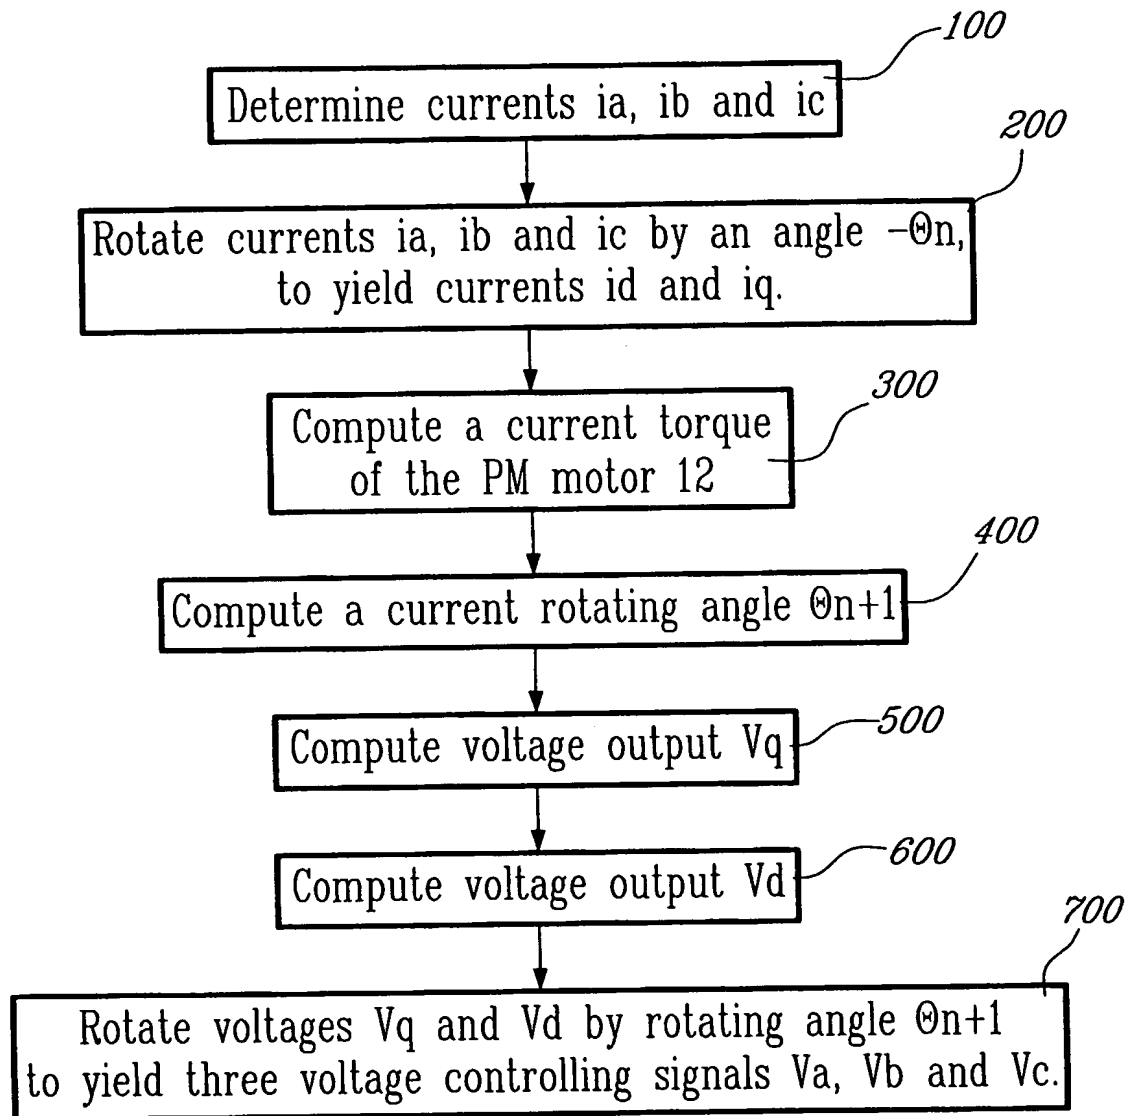 100
Determine currents ia, ib and ic
200
Rotate currents ia, ib and ic by an angle -Θn,
to yield currents id and iq.
300
Compute a current torque
of the PM motor 12
400
Compute a current rotating angle Θn+1
500
Compute voltage output Vq
600
Compute voltage output Vd
700
Rotate voltages Vq and Vd by rotating angle Θn+1
to yield three voltage controlling signals Va, Vb and Vc.